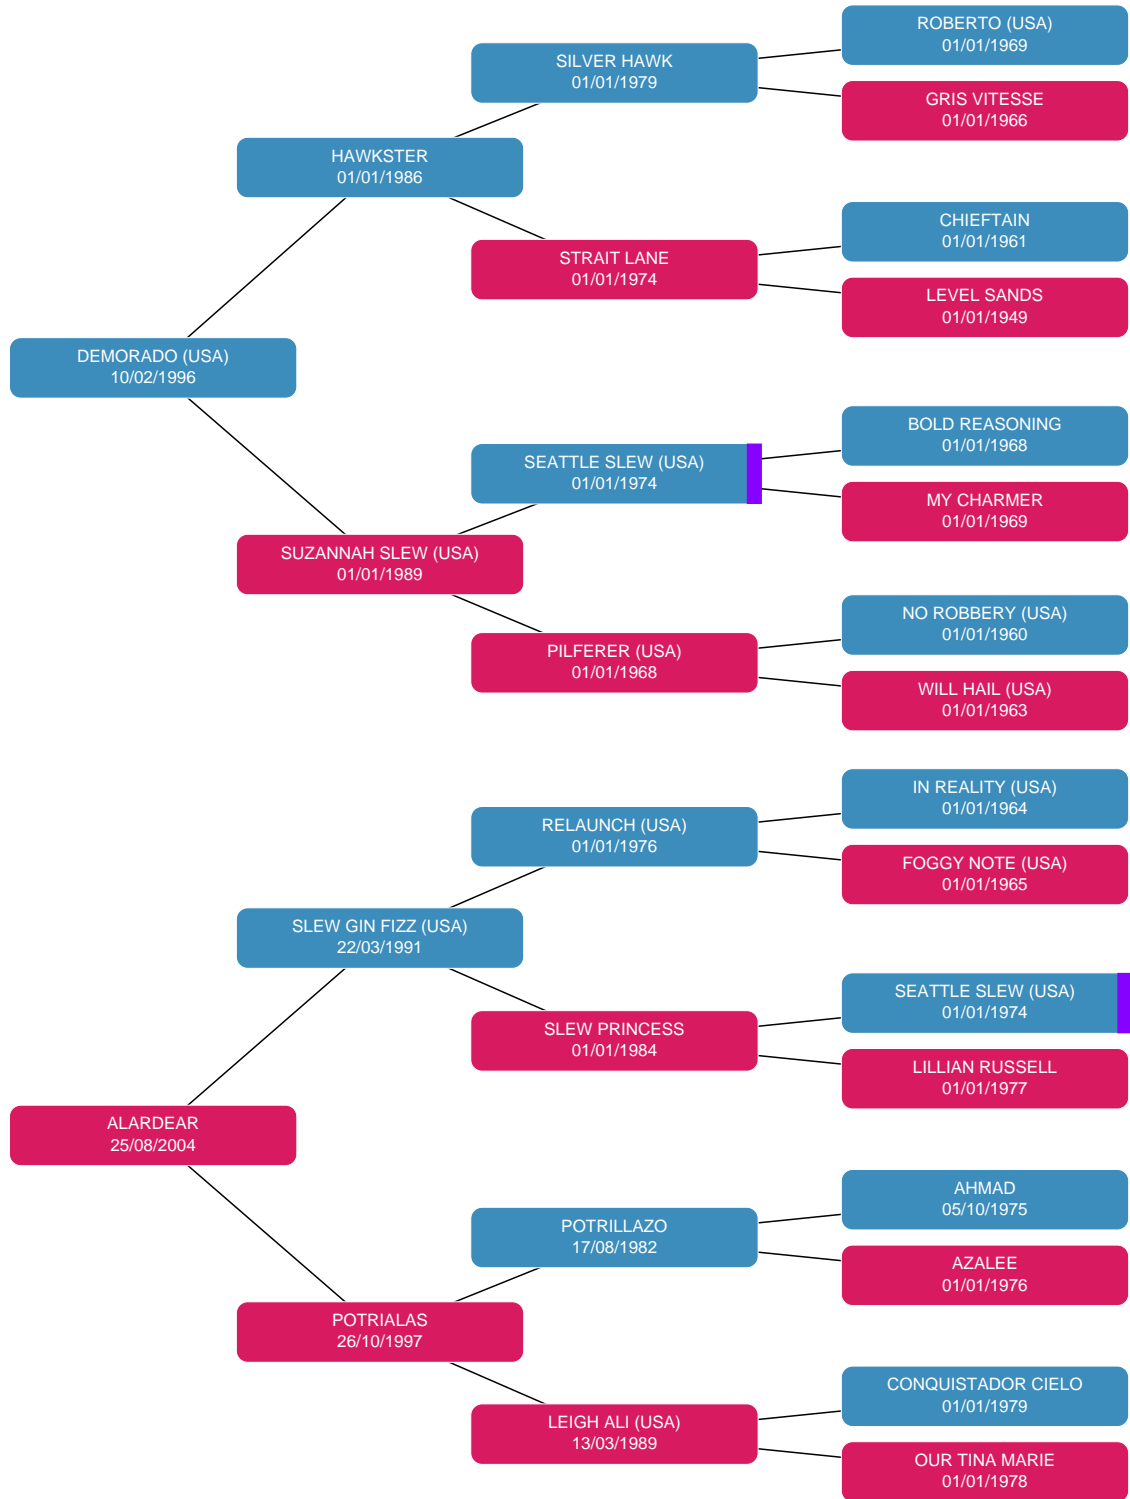 ROBERTO (USA)
01/01/1969
SILVER HAWK
01/01/1979
GRIS VITESSE
01/01/1966
HAWKSTER
01/01/1986
CHIEFTAIN
01/01/1961
STRAIT LANE
01/01/1974
LEVEL SANDS
01/01/1949
DEMORADO (USA)
10/02/1996
BOLD REASONING
01/01/1968
SEATTLE SLEW (USA)
01/01/1974
MY CHARMER
01/01/1969
SUZANNAH SLEW (USA)
01/01/1989
NO ROBBERY (USA)
01/01/1960
PILFERER (USA)
01/01/1968
WILL HAIL (USA)
01/01/1963
IN REALITY (USA)
01/01/1964
RELAUNCH (USA)
01/01/1976
FOGGY NOTE (USA)
01/01/1965
SLEW GIN FIZZ (USA)
22/03/1991
SEATTLE SLEW (USA)
01/01/1974
SLEW PRINCESS
01/01/1984
LILLIAN RUSSELL
01/01/1977
ALARDEAR
25/08/2004
AHMAD
05/10/1975
POTRILLAZO
17/08/1982
AZALEE
01/01/1976
POTRIALAS
26/10/1997
CONQUISTADOR CIELO
01/01/1979
LEIGH ALI (USA)
13/03/1989
OUR TINA MARIE
01/01/1978